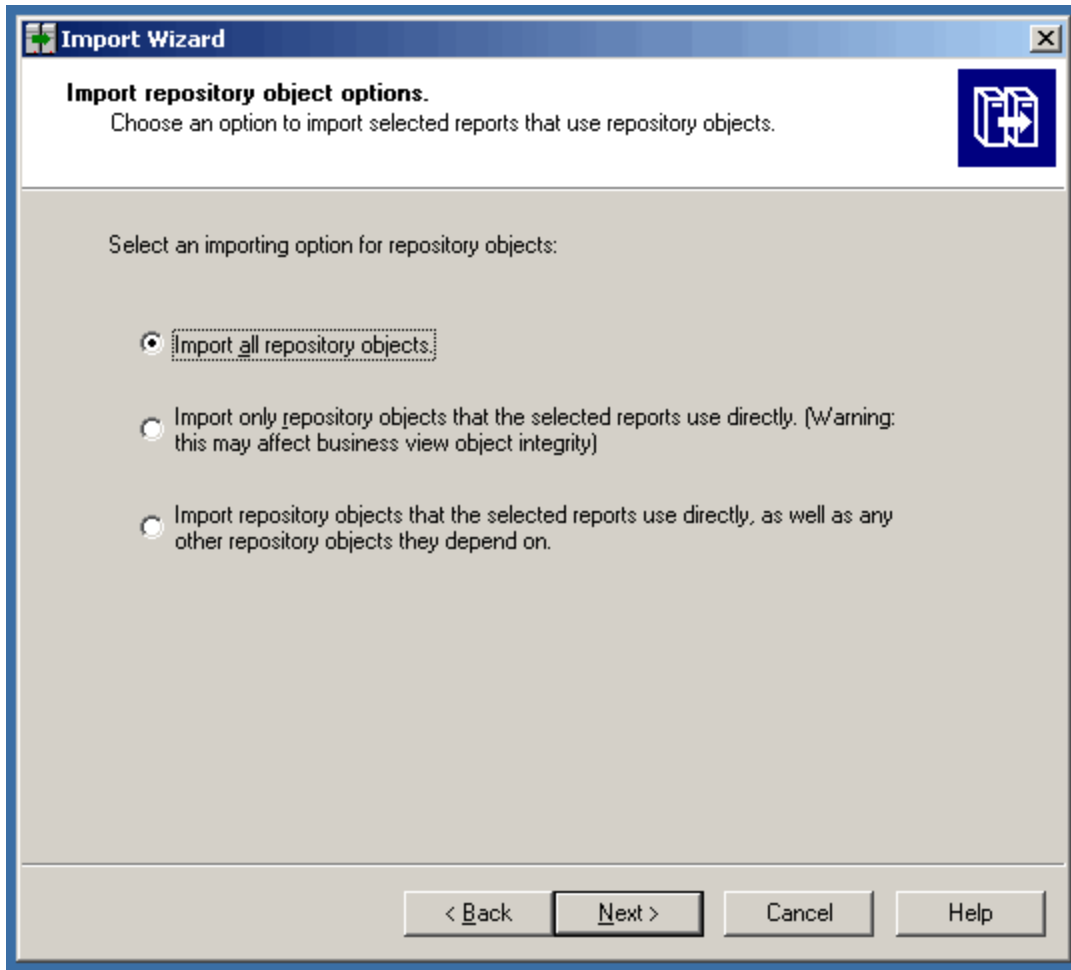 Import Wizard
Import repository object options.
Choose an option to import selected reports that use repository objects.
Select an importing option for repository objects:
Import all repository objects.
Import only repository objects that the selected reports use directly. (Warning:
this may affect business view object integrity)
Import repository objects that the selected reports use directly, as well as any
other repository objects they depend on.
< Back Next > Cancel Help